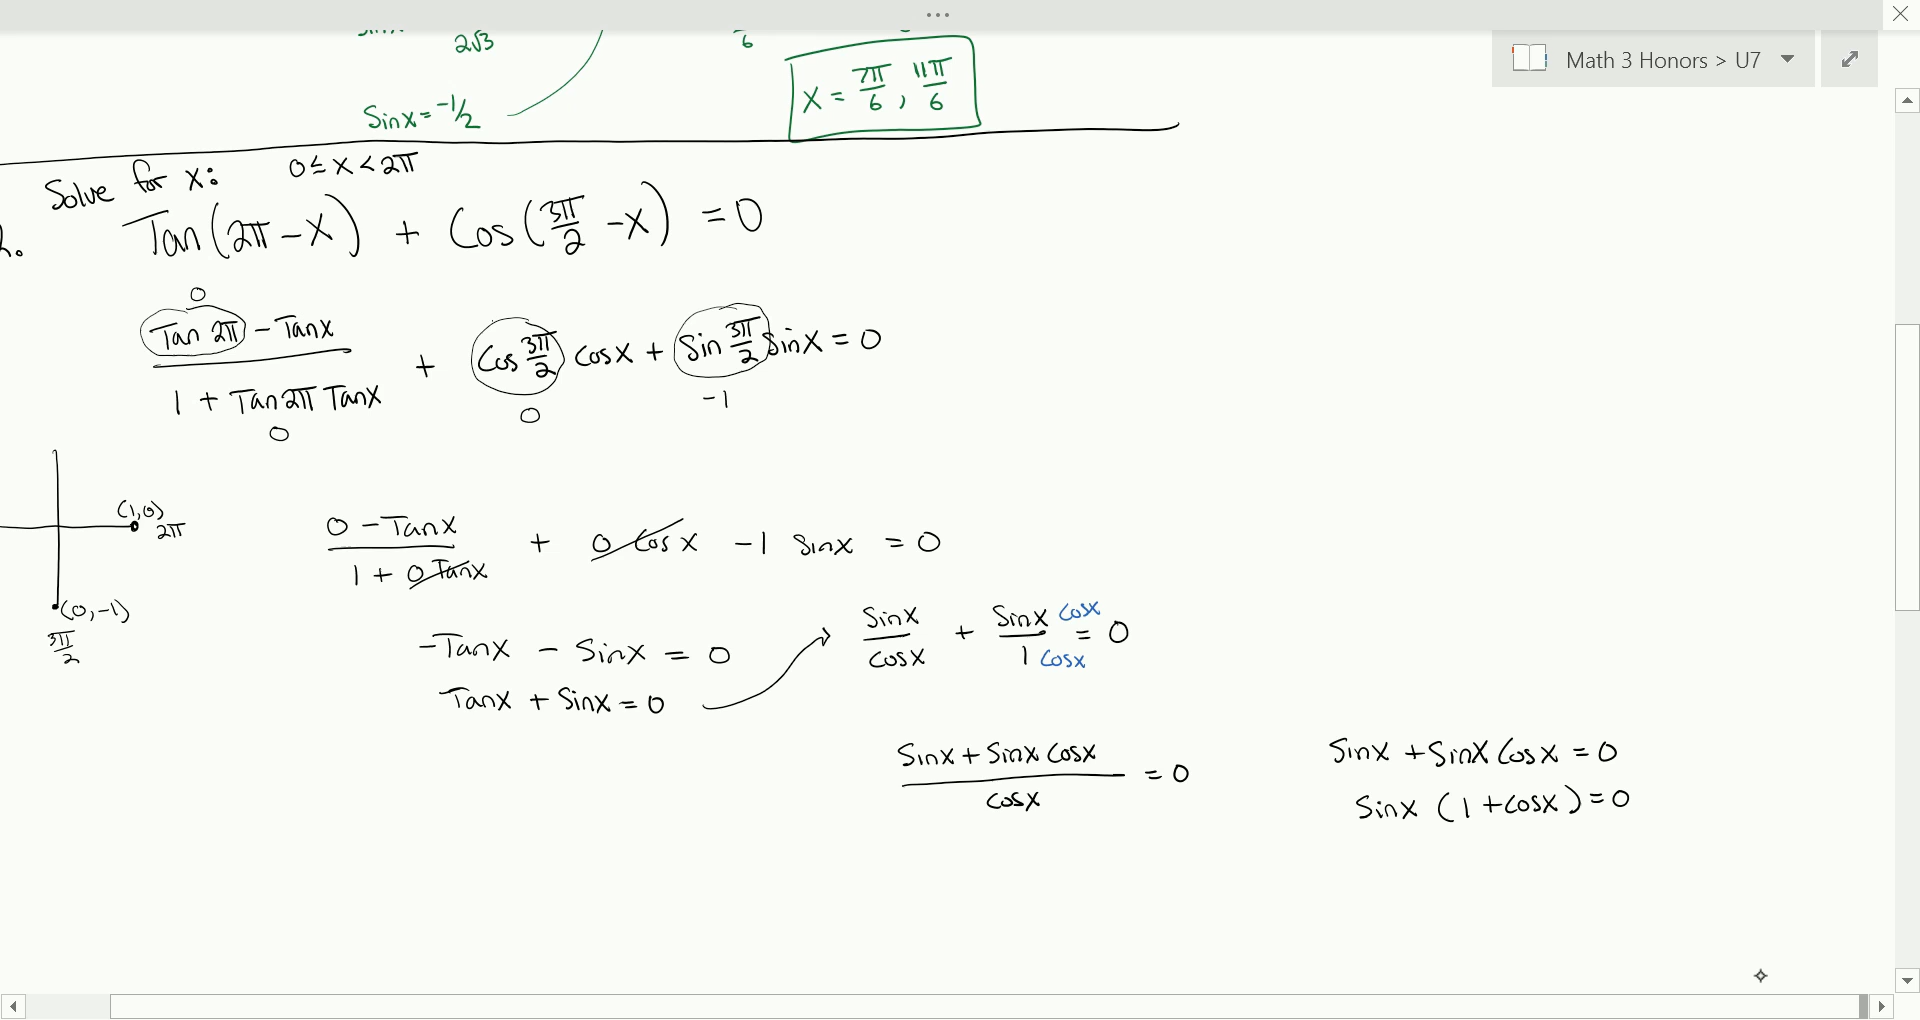 Math 3 Honors > U7
2√3
6
Sinx = -1/2
x = 7π/6, 11π/6
Solve for x: 0 ≤ x < 2π
Tan(2π - x) + Cos(3π/2 - x) = 0
0
(Tan 2π - Tanx)/(1 + Tan2π Tanx) + Cos 3π/2 cosx + Sin 3π/2 Sinx = 0
0 0 -1
(1,0)
2π
(0,-1)
3π/2
(0 - Tanx)/(1 + 0 Tanx) + 0 Cosx - 1 Sinx = 0
-Tanx - Sinx = 0
Tanx + Sinx = 0
Sinx/cosx + Sinx cosx/1 cosx = 0
(Sinx + Sinx Cosx)/cosx = 0
Sinx + Sinx Cosx = 0
Sinx (1 + cosx) = 0